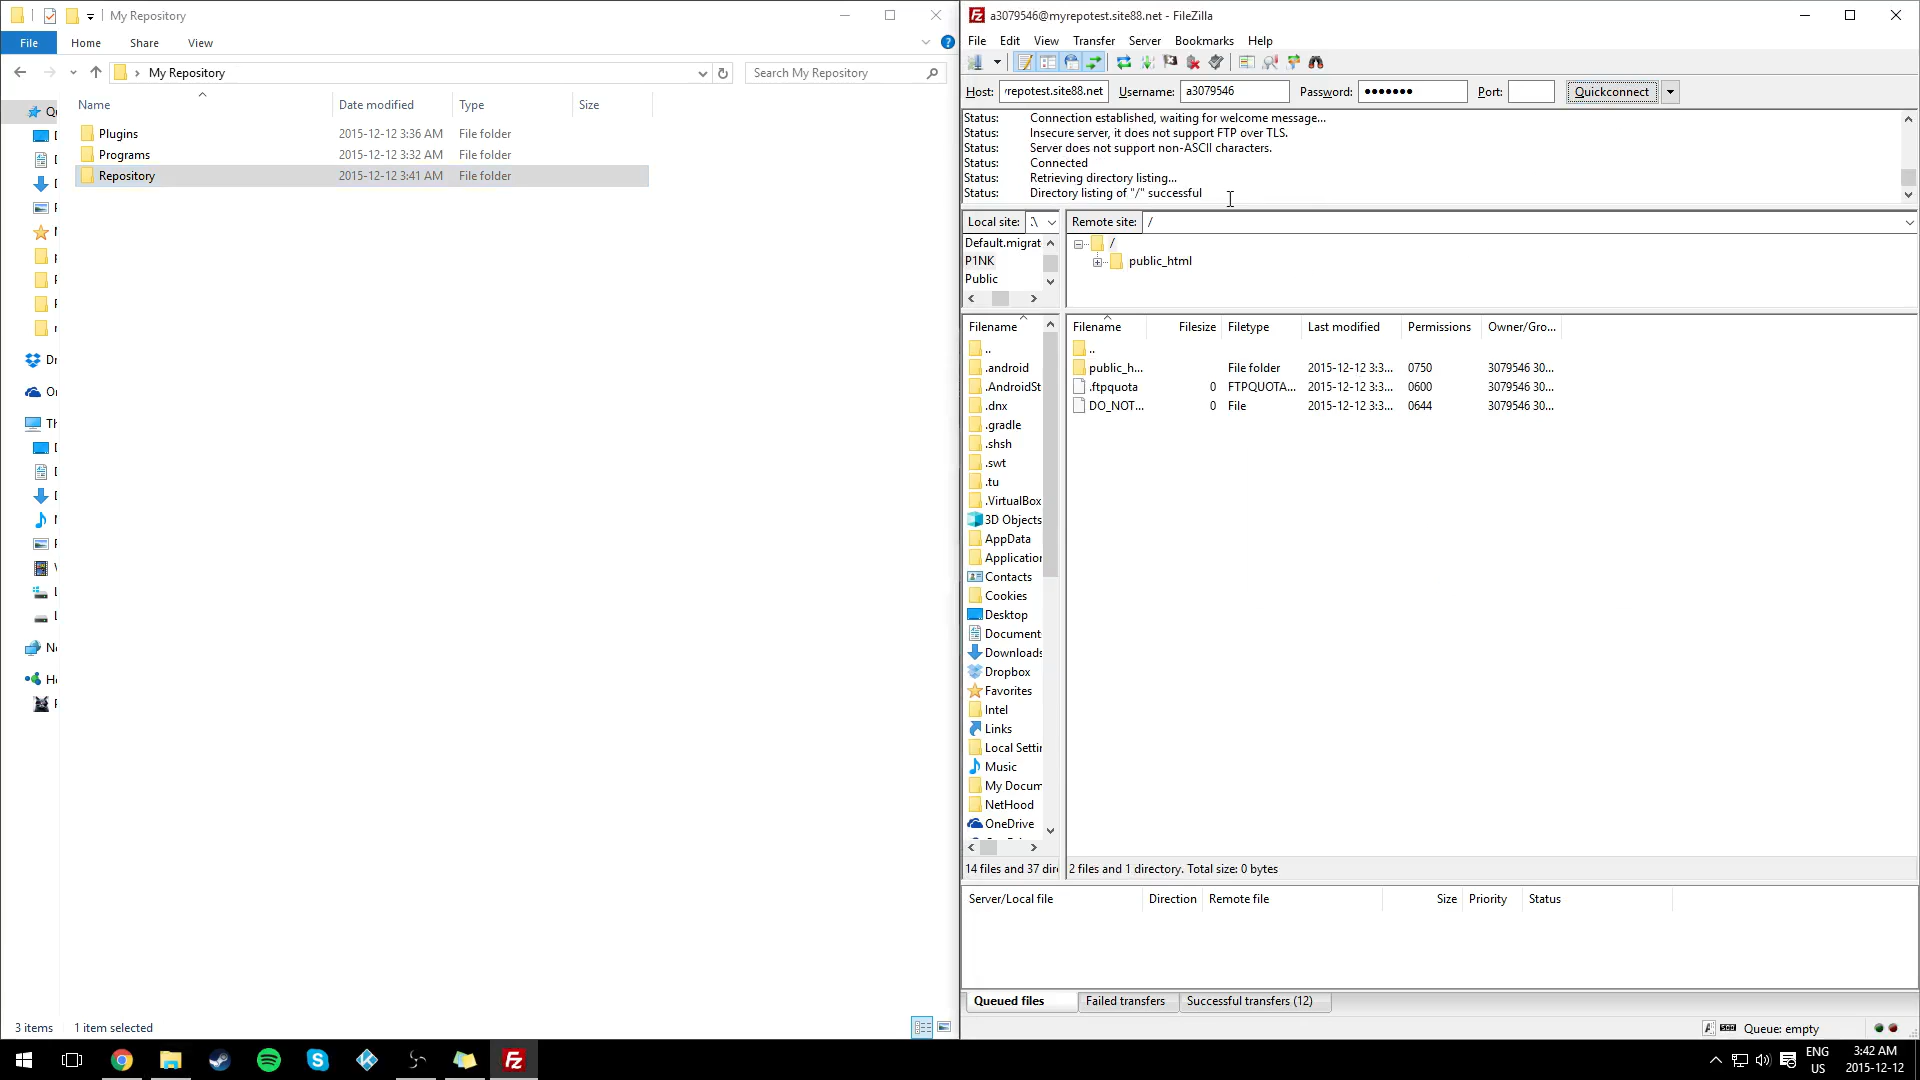 My Repository
File Home Share View
My Repository
Search My Repository
Name Date modified Type Size
Plugins 2015-12-12 3:36 AM File folder
Programs 2015-12-12 3:32 AM File folder
Repository 2015-12-12 3:41 AM File folder
3 items 1 item selected
a3079546@myrepotest.site88.net - FileZilla
File Edit View Transfer Server Bookmarks Help
Host: repotest.site88.net Username: a3079546 Password: ●●●●●●● Port: Quickconnect
Status: Connection established, waiting for welcome message...
Status: Insecure server, it does not support FTP over TLS.
Status: Server does not support non-ASCII characters.
Status: Connected
Status: Retrieving directory listing...
Status: Directory listing of "/" successful
Local site: .\
Remote site: /
Default.migrat
P1NK
Public
/
public_html
Filename
..
.android
.AndroidSt
.dnx
.gradle
.shsh
.swt
.tu
.VirtualBox
3D Objects
AppData
Application
Contacts
Cookies
Desktop
Document
Downloads
Dropbox
Favorites
Intel
Links
Local Settin
Music
My Docum
NetHood
OneDrive
14 files and 37 dir
Filename Filesize Filetype Last modified Permissions Owner/Gro...
..
public_h... File folder 2015-12-12 3:3... 0750 3079546 30...
.ftpquota 0 FTPQUOTA... 2015-12-12 3:3... 0600 3079546 30...
DO_NOT... 0 File 2015-12-12 3:3... 0644 3079546 30...
2 files and 1 directory. Total size: 0 bytes
Server/Local file Direction Remote file Size Priority Status
Queued files Failed transfers Successful transfers (12)
Queue: empty
ENG
US
3:42 AM
2015-12-12